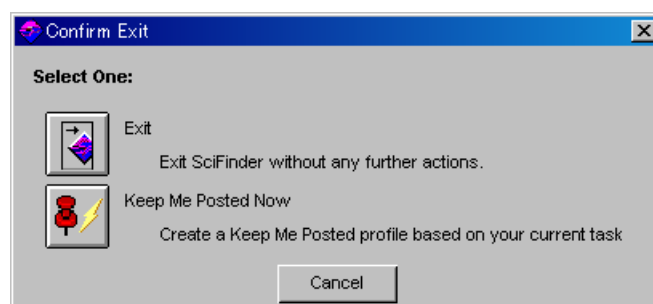 Confirm Exit
Select One:
Exit
Exit SciFinder without any further actions.
Keep Me Posted Now
Create a Keep Me Posted profile based on your current task
Cancel